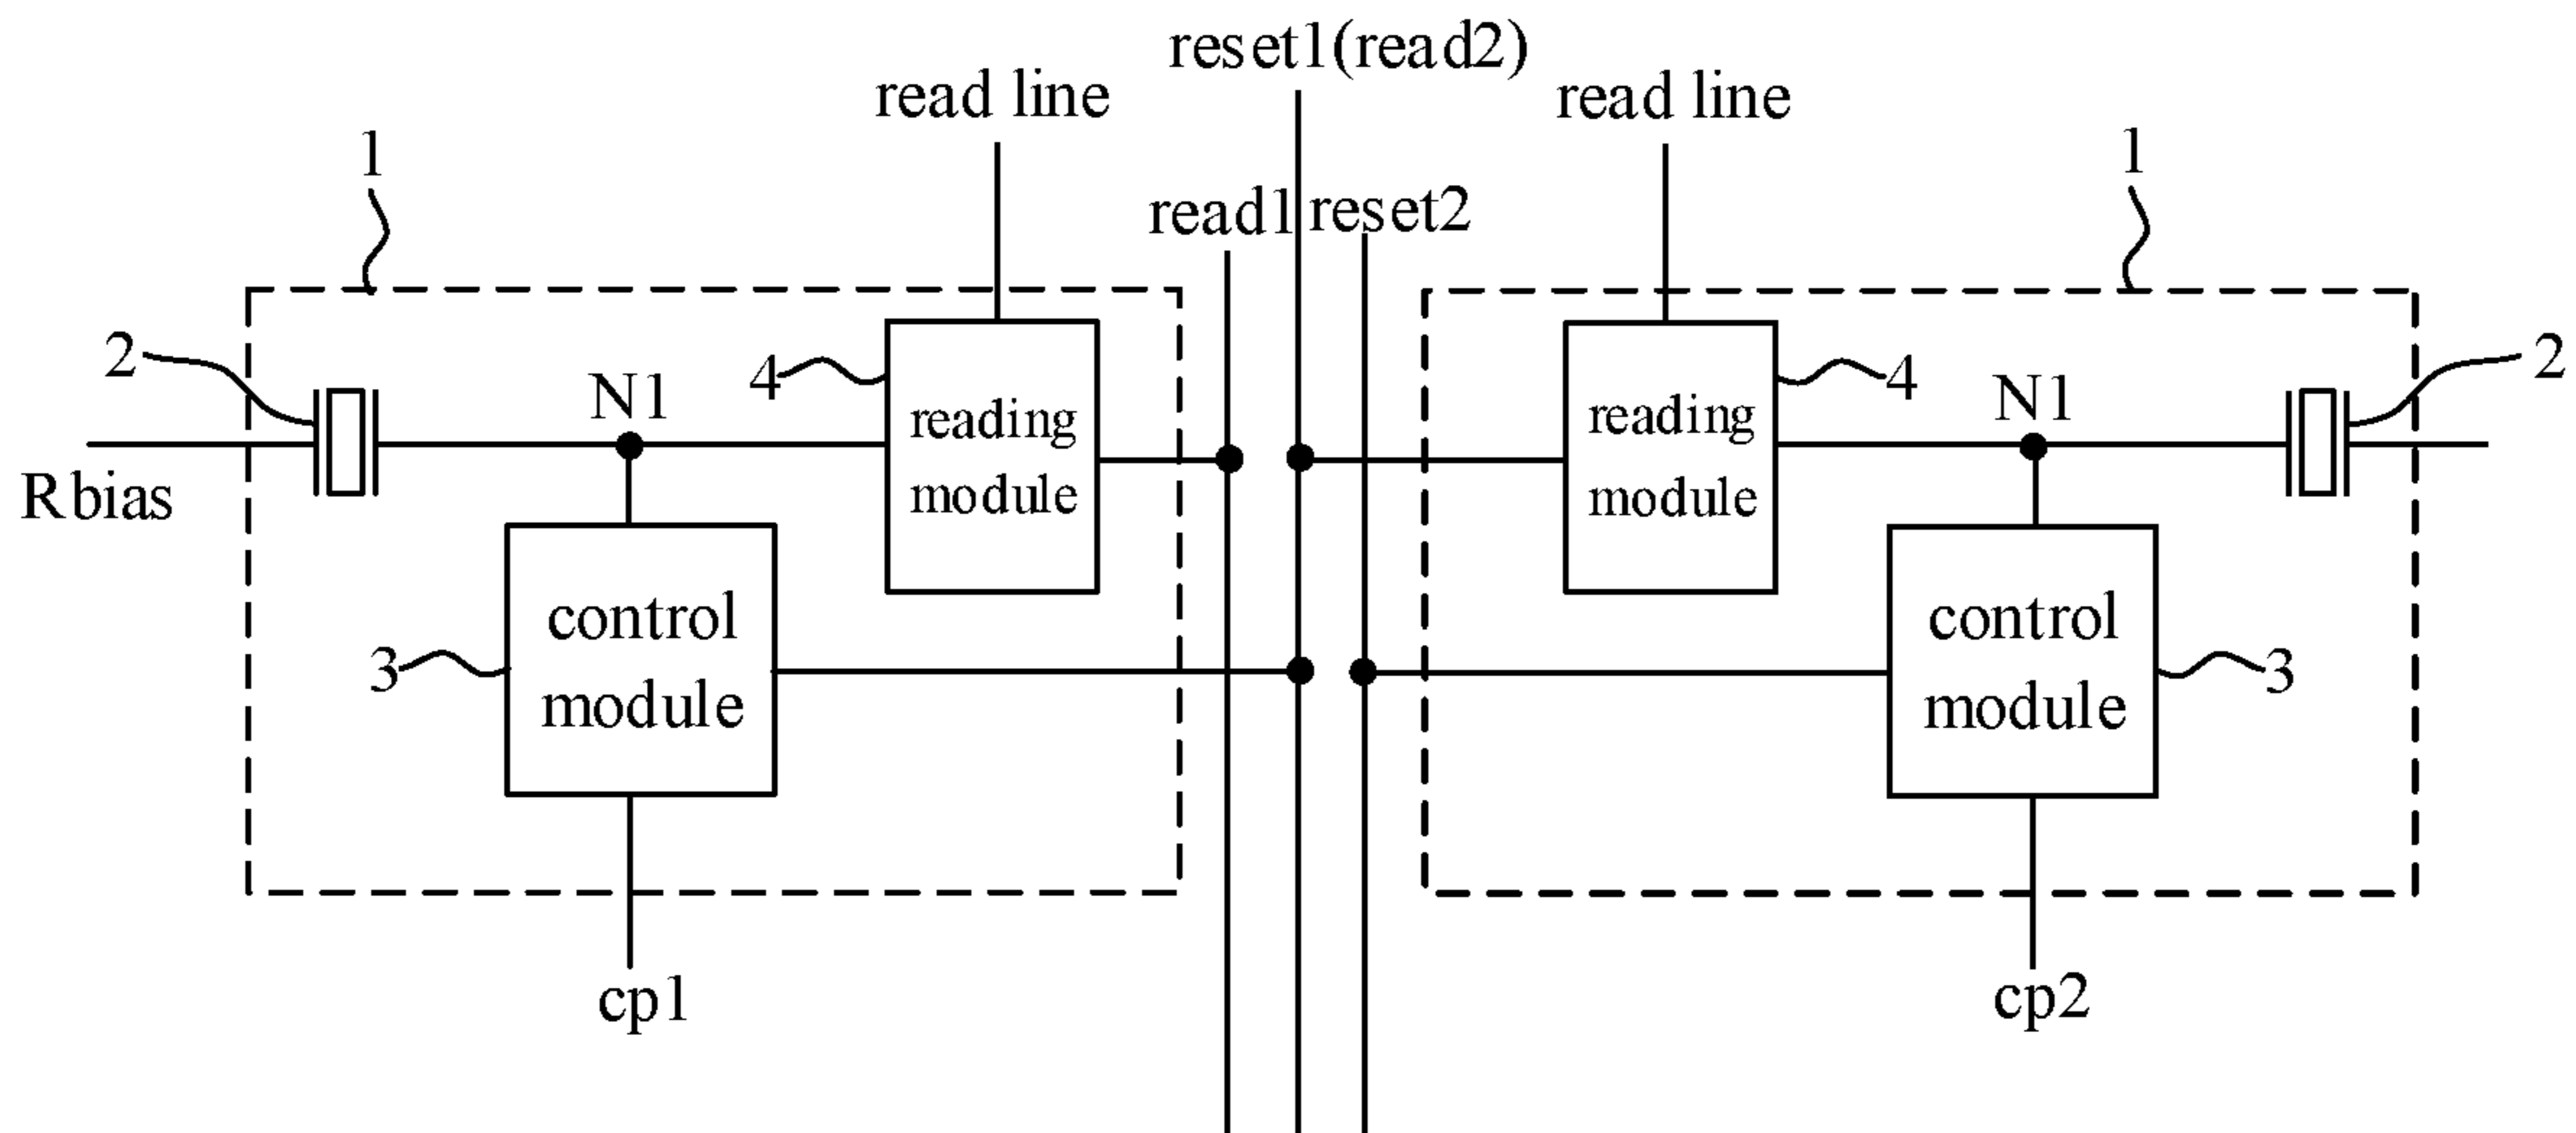 reset1(read2)
read line
read line
1
1
read1
reset2
2
4
N1
reading
module
reading
module
4
N1
2
Rbias
control
module
3
control
module
3
cp1
cp2